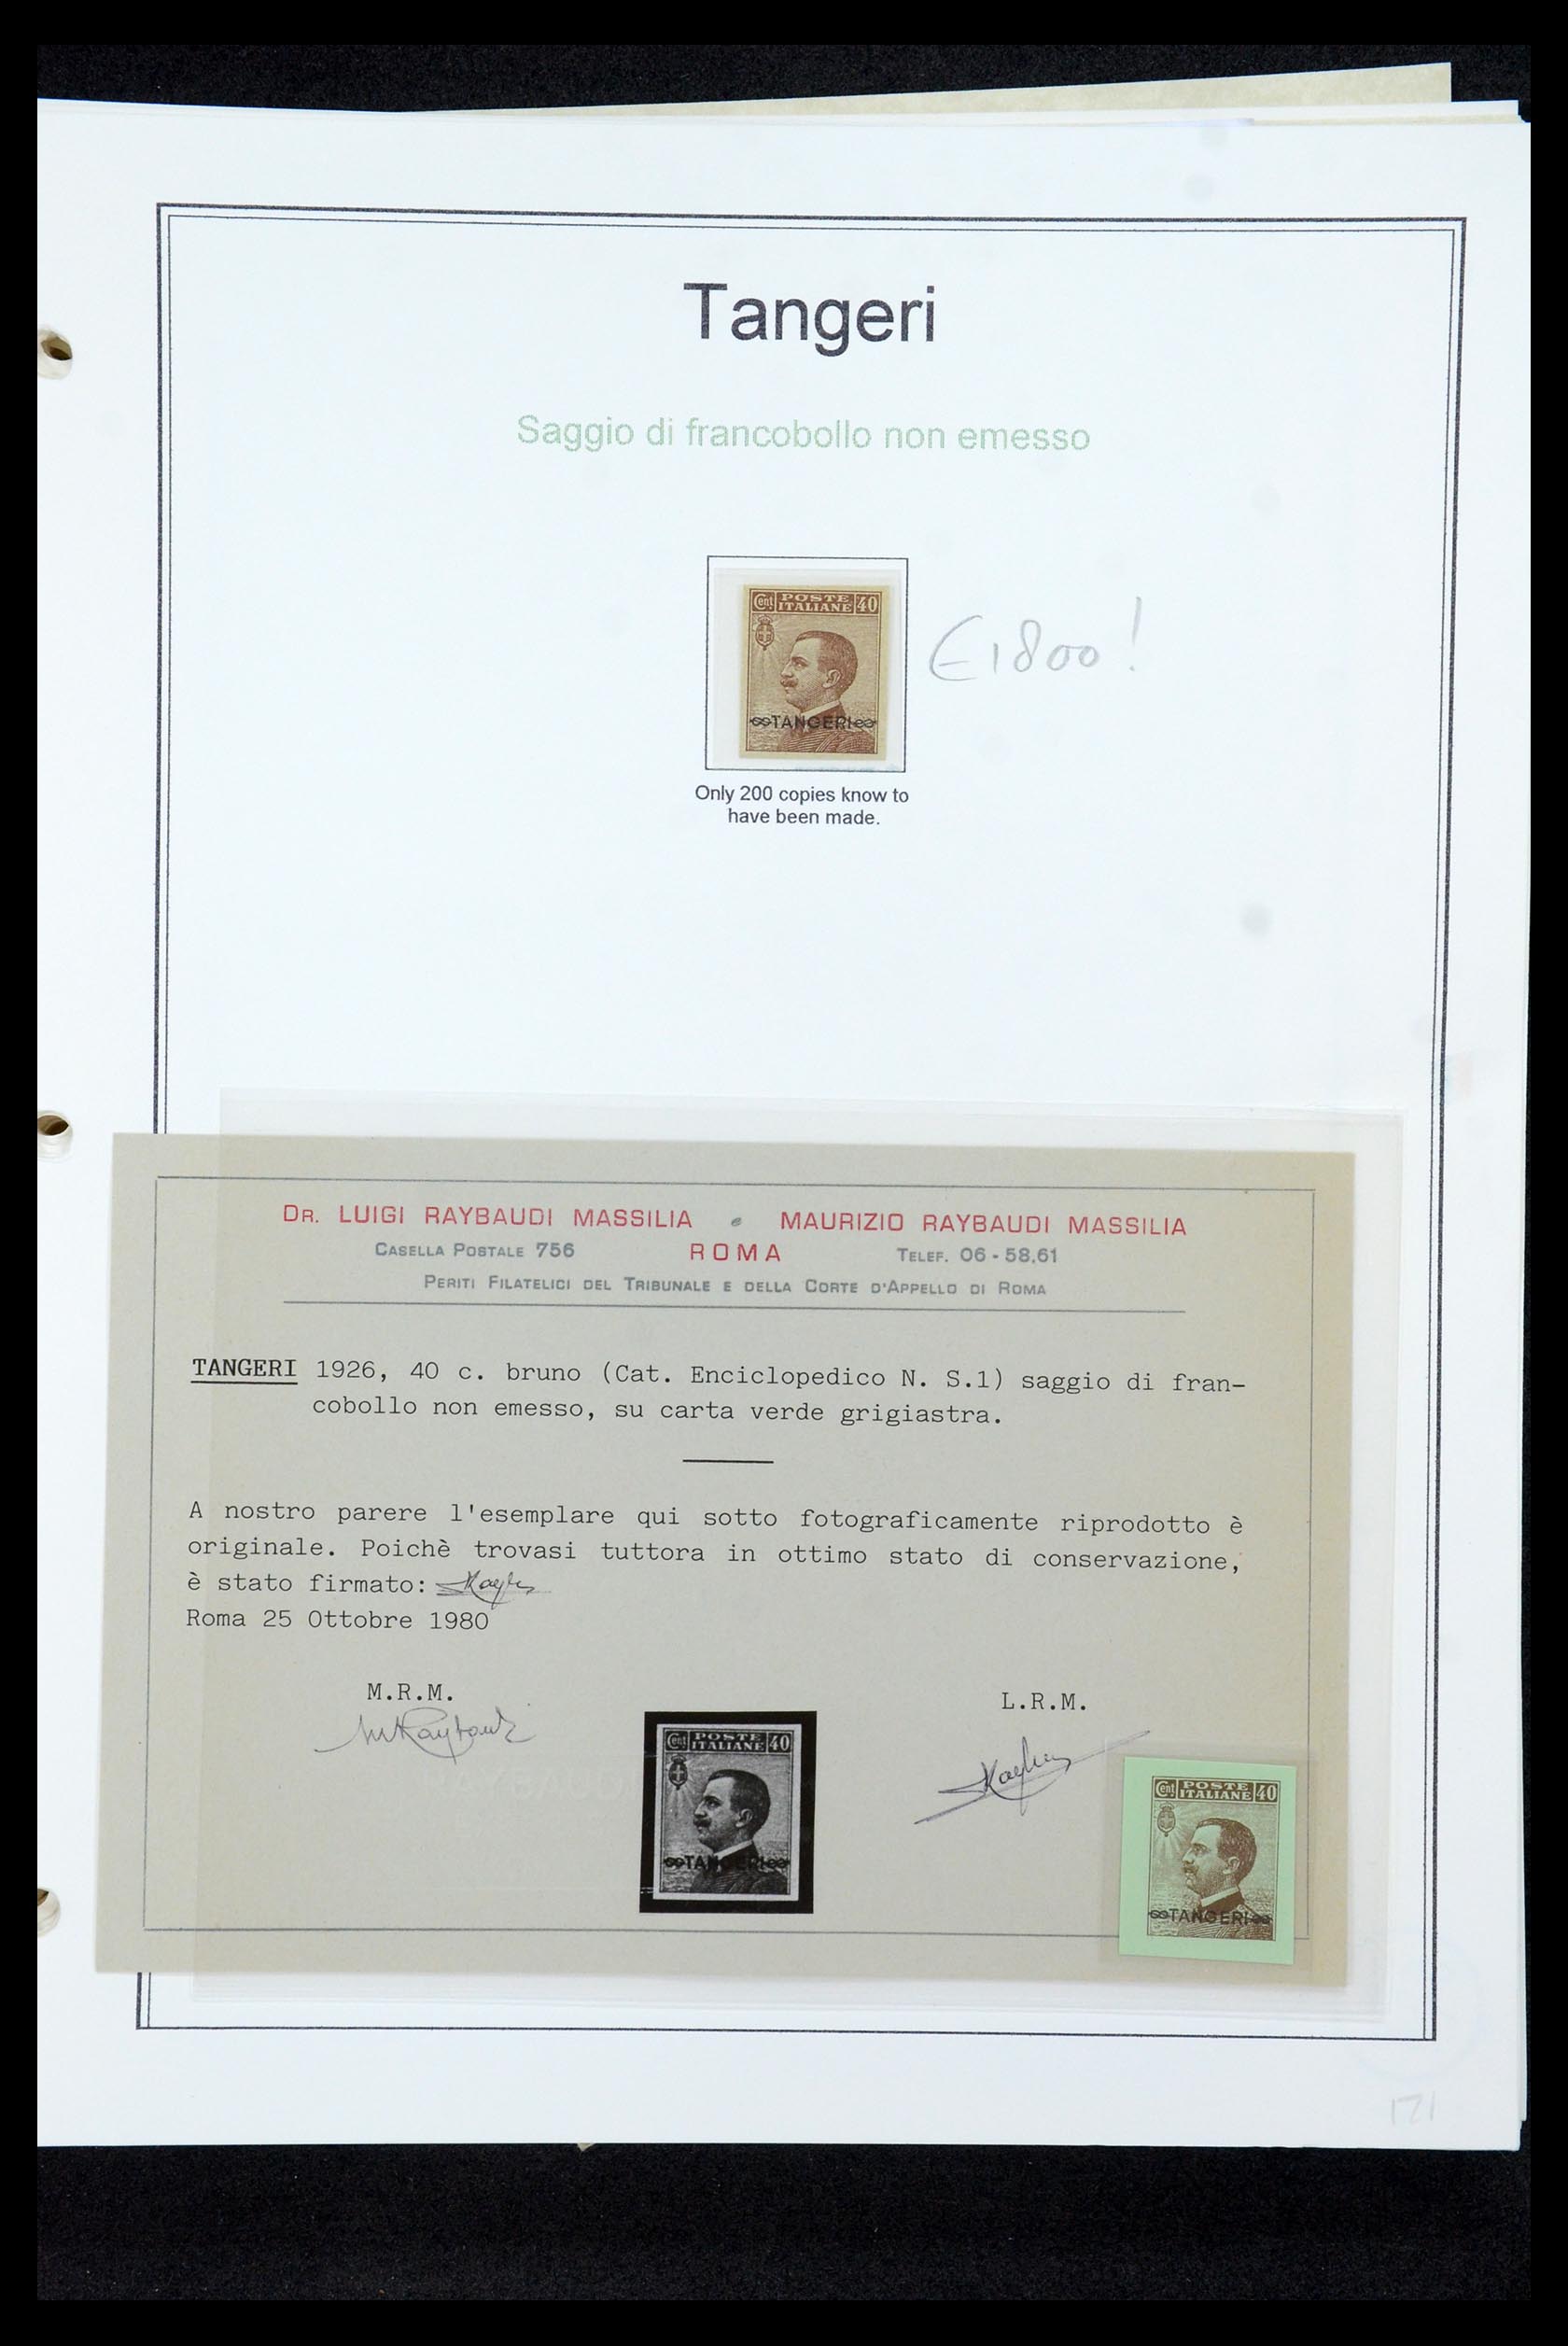 Tangeri
Saggio di francobollo non emesso
Cent POSTE ITALIANE 40
TANGERI
€1800!
Only 200 copies know to
have been made.
DR. LUIGI RAYBAUDI MASSILIA • MAURIZIO RAYBAUDI MASSILIA
CASELLA POSTALE 756 ROMA TELEF. 06-58.61
PERITI FILATELICI DEL TRIBUNALE E DELLA CORTE D'APPELLO DI ROMA
TANGERI 1926, 40 c. bruno (Cat. Enciclopedico N. S.1) saggio di fran-
cobollo non emesso, su carta verde grigiastra.
A nostro parere l'esemplare qui sotto fotograficamente riprodotto è
originale. Poichè trovasi tuttora in ottimo stato di conservazione,
è stato firmato:
Roma 25 Ottobre 1980
M.R.M.
L.R.M.
Cent POSTE ITALIANE 40
TANGERI
Cent POSTE ITALIANE 40
TANGERI
171